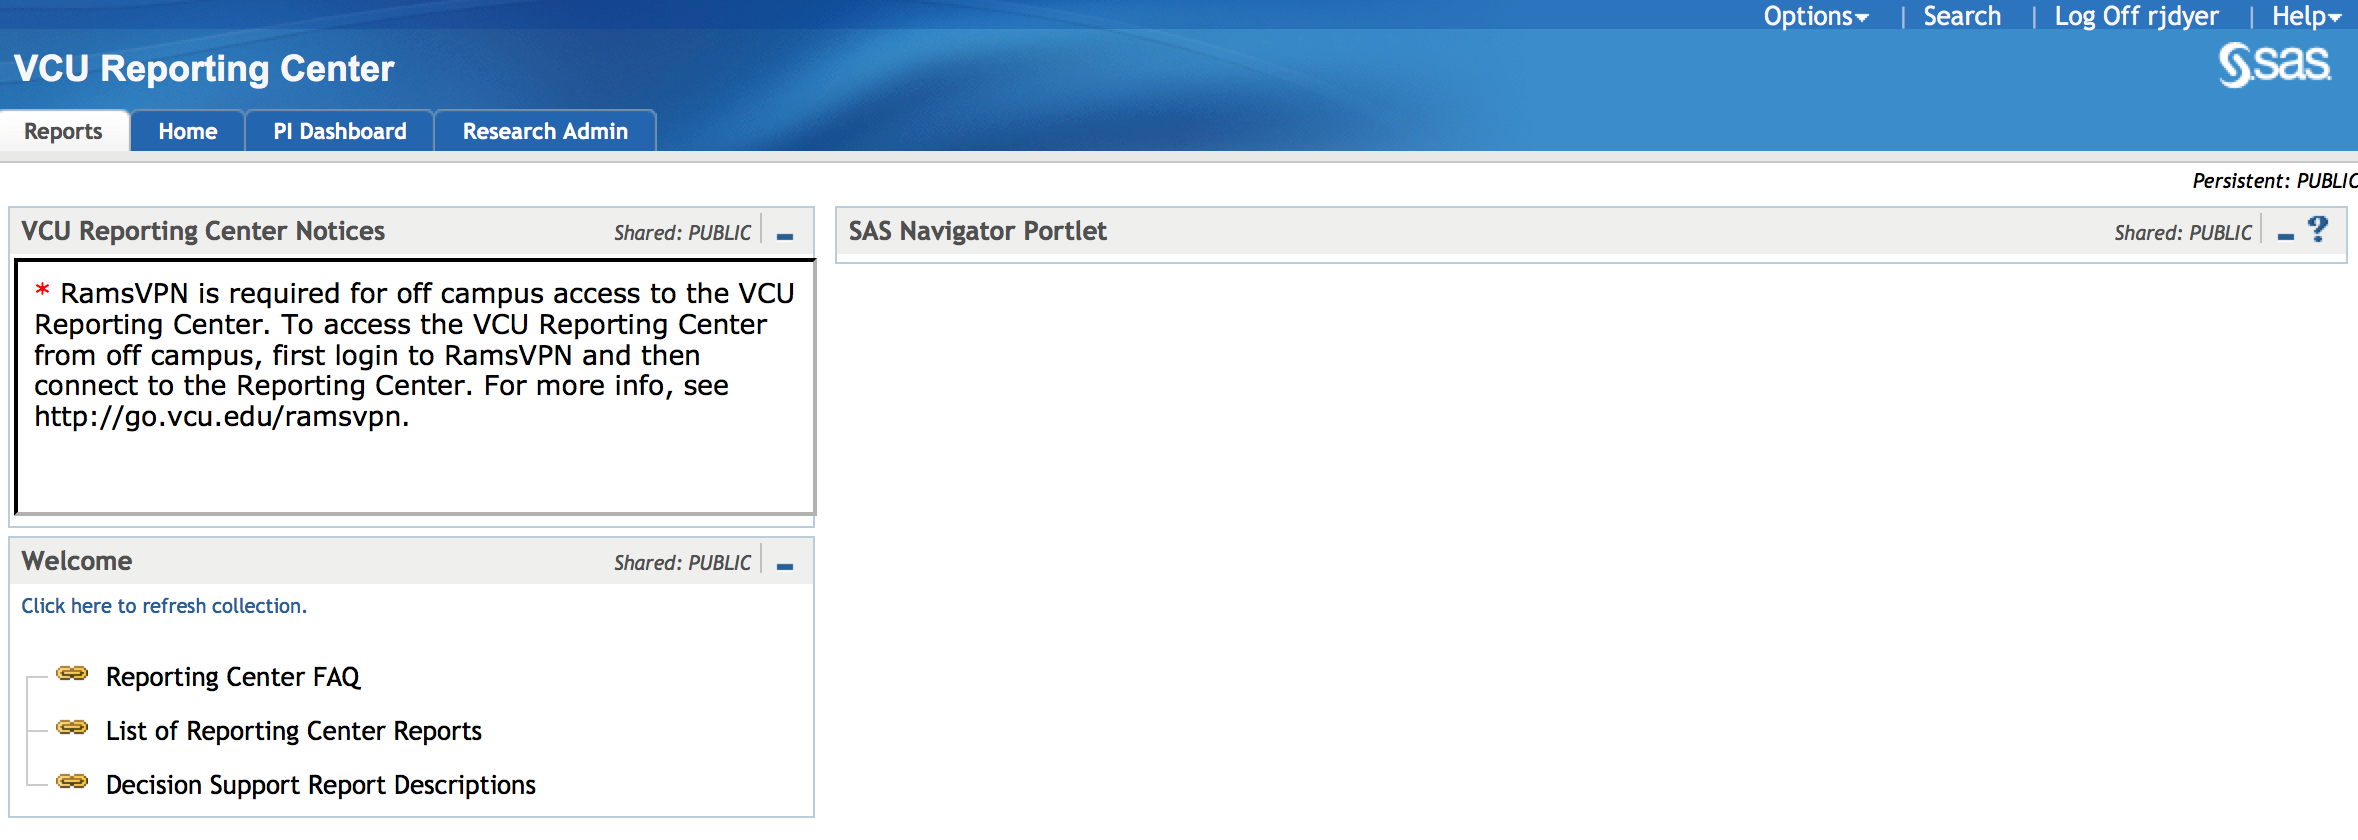 Options | Search | Log Off rjdyer | Help
VCU Reporting Center
sas
Reports Home PI Dashboard Research Admin
Persistent: PUBLIC
VCU Reporting Center Notices Shared: PUBLIC
* RamsVPN is required for off campus access to the VCU
Reporting Center. To access the VCU Reporting Center
from off campus, first login to RamsVPN and then
connect to the Reporting Center. For more info, see
http://go.vcu.edu/ramsvpn.
Welcome Shared: PUBLIC
Click here to refresh collection.
Reporting Center FAQ
List of Reporting Center Reports
Decision Support Report Descriptions
SAS Navigator Portlet Shared: PUBLIC ?